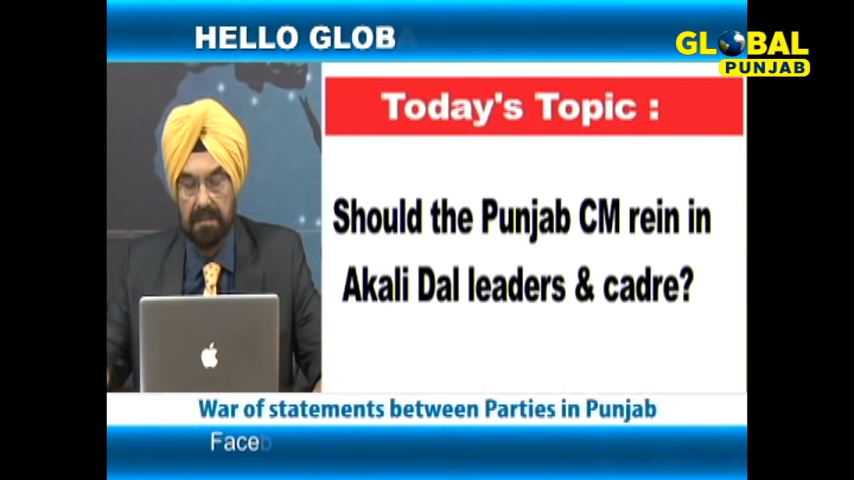 HELLO GLOB
GLOBAL
PUNJAB
Today's Topic :
Should the Punjab CM rein in
Akali Dal leaders & cadre?
War of statements between Parties in Punjab
Face